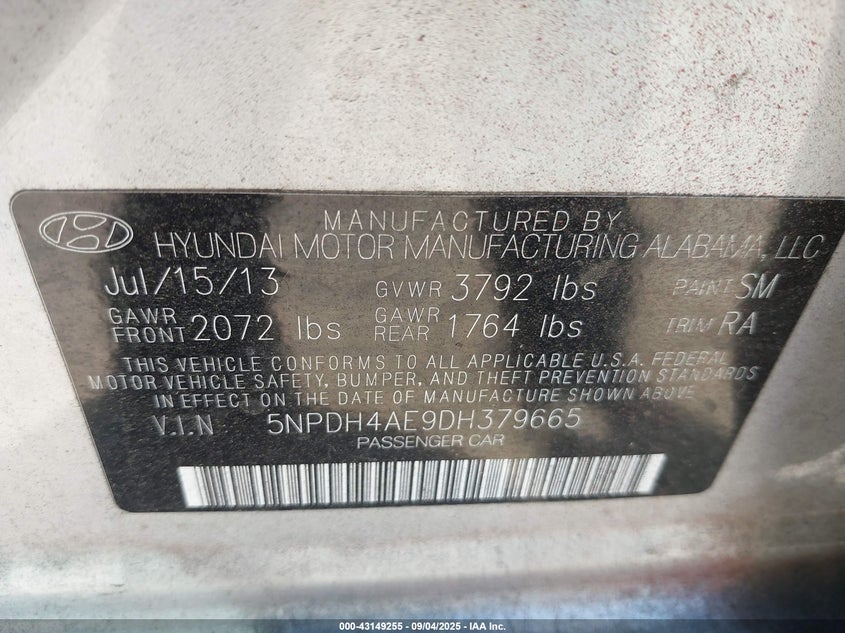 MANUFACTURED BY
HYUNDAI MOTOR MANUFACTURING ALABAMA, LLC
Jul/15/13 GVWR 3792 lbs PAINT SM
GAWR FRONT 2072 lbs GAWR REAR 1764 lbs TRIM RA
THIS VEHICLE CONFORMS TO ALL APPLICABLE U.S.A. FEDERAL
MOTOR VEHICLE SAFETY, BUMPER, AND THEFT PREVENTION STANDARDS
IN EFFECT ON THE DATE OF MANUFACTURE SHOWN ABOVE
V.I.N 5NPDH4AE9DH379665
PASSENGER CAR
000-43149255 - 09/04/2025 - IAA Inc.